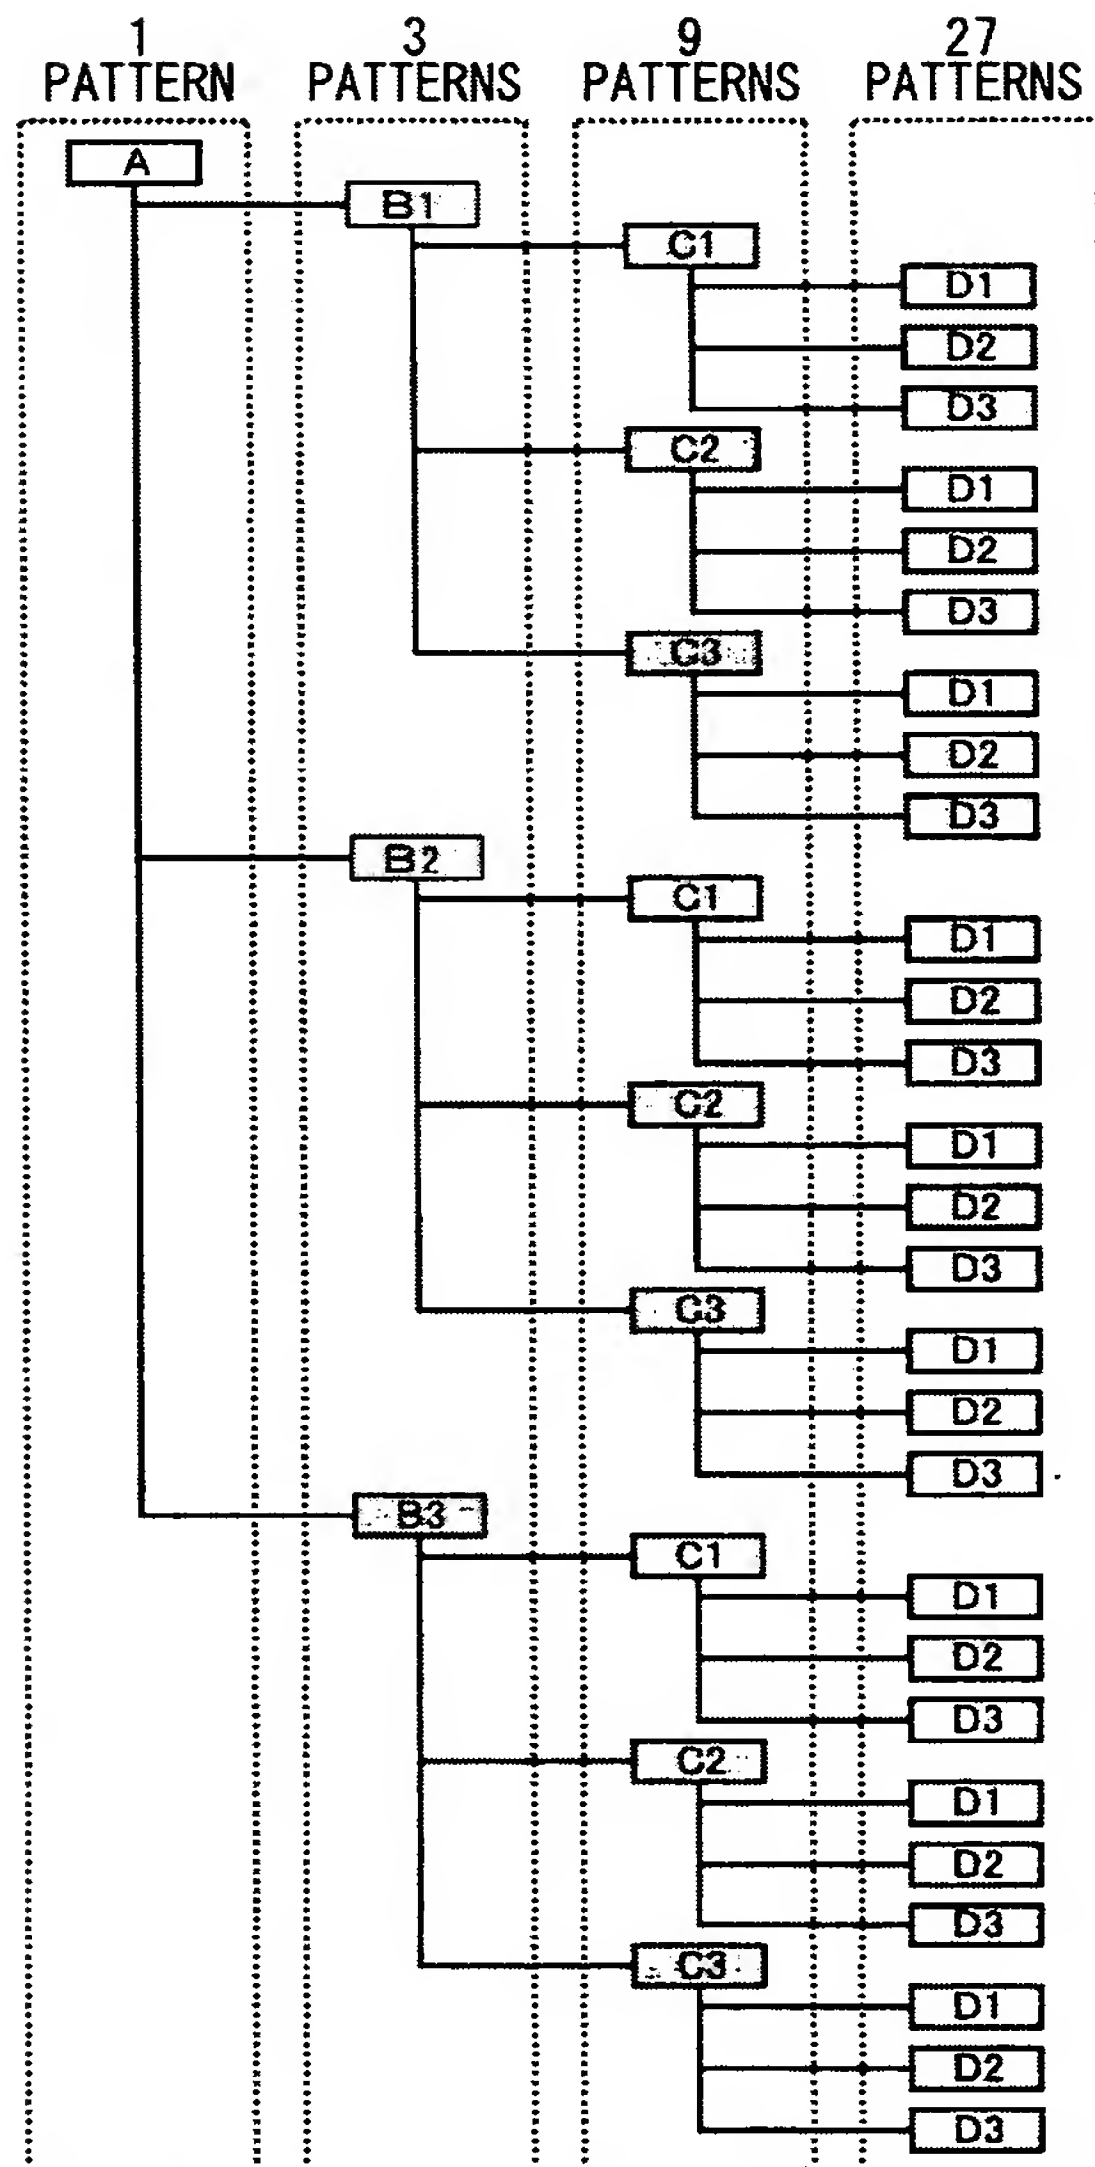 1 3 9 27
PATTERN PATTERNS PATTERNS PATTERNS
A
B1
C1
D1
D2
D3
C2
D1
D2
D3
C3
D1
D2
D3
B2
C1
D1
D2
D3
C2
D1
D2
D3
C3
D1
D2
D3
B3
C1
D1
D2
D3
C2
D1
D2
D3
C3
D1
D2
D3